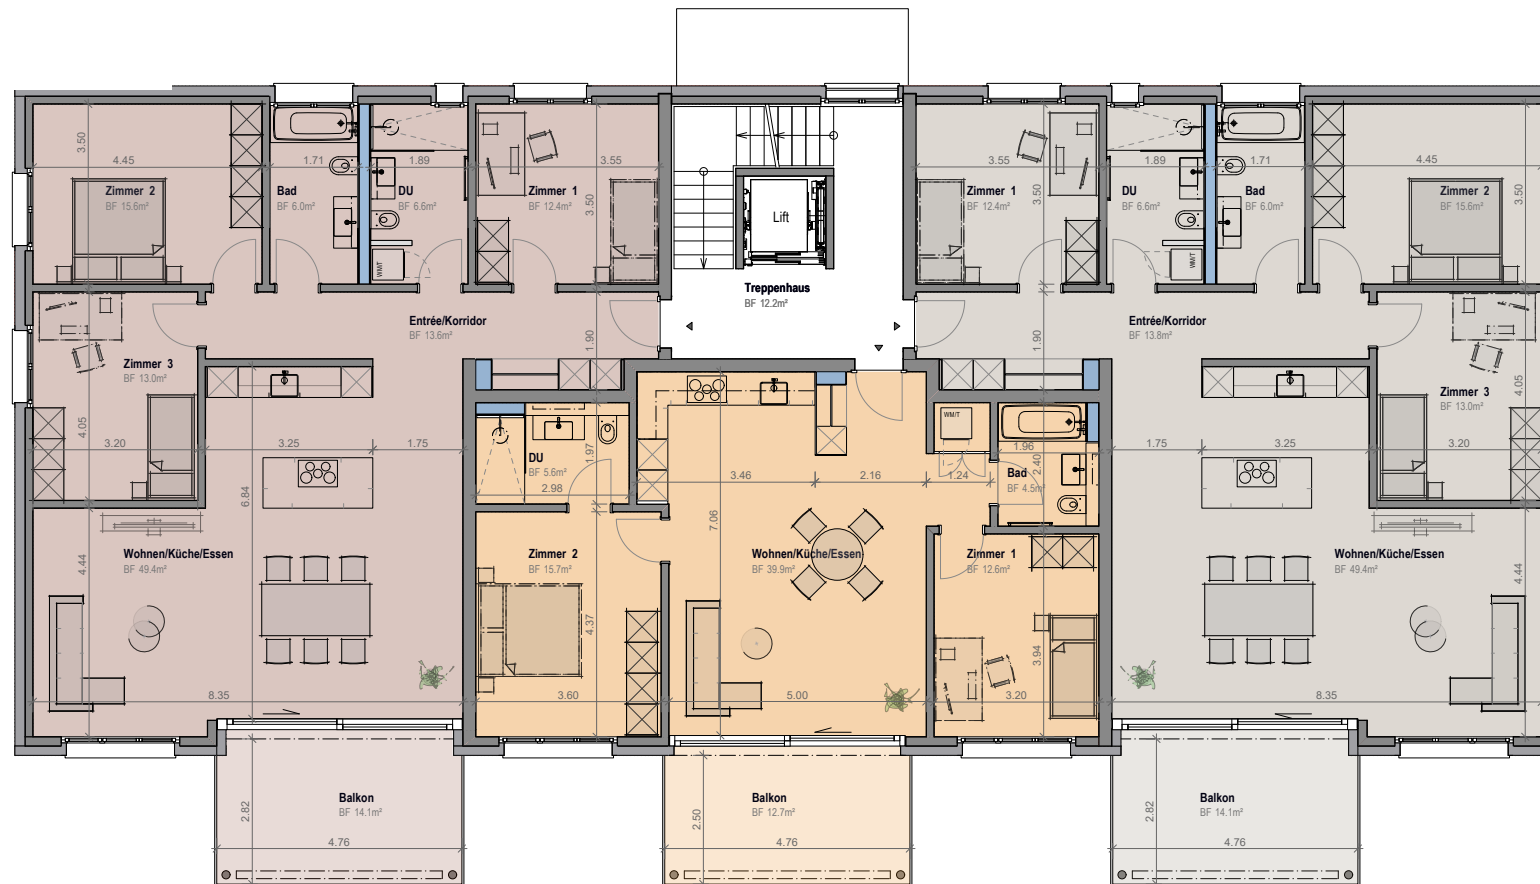 4.45
3.50
Zimmer 2
BF 15.6m²
1.71
Bad
BF 6.0m²
1.89
DU
BF 6.6m²
WM/T
3.55
3.50
Zimmer 1
BF 12.4m²
Lift
Treppenhaus
BF 12.2m²
3.55
3.50
Zimmer 1
BF 12.4m²
1.89
DU
BF 6.6m²
WM/T
1.71
Bad
BF 6.0m²
4.45
3.50
Zimmer 2
BF 15.6m²
Entrée/Korridor
BF 13.6m²
1.90
Entrée/Korridor
BF 13.8m²
1.90
Zimmer 3
BF 13.0m²
4.05
3.20
3.25
1.75
6.84
DU
BF 5.6m²
1.97
2.98
3.46
2.16
1.24
7.06
WM/T
1.96
2.40
Bad
BF 4.5m²
1.75
3.25
3.20
Zimmer 3
BF 13.0m²
4.05
Wohnen/Küche/Essen
BF 49.4m²
4.44
8.35
Zimmer 2
BF 15.7m²
4.37
3.60
Wohnen/Küche/Essen
BF 39.9m²
5.00
Zimmer 1
BF 12.6m²
3.94
3.20
Wohnen/Küche/Essen
BF 49.4m²
4.44
8.35
Balkon
BF 14.1m²
2.82
4.76
Balkon
BF 12.7m²
2.50
4.76
Balkon
BF 14.1m²
2.82
4.76